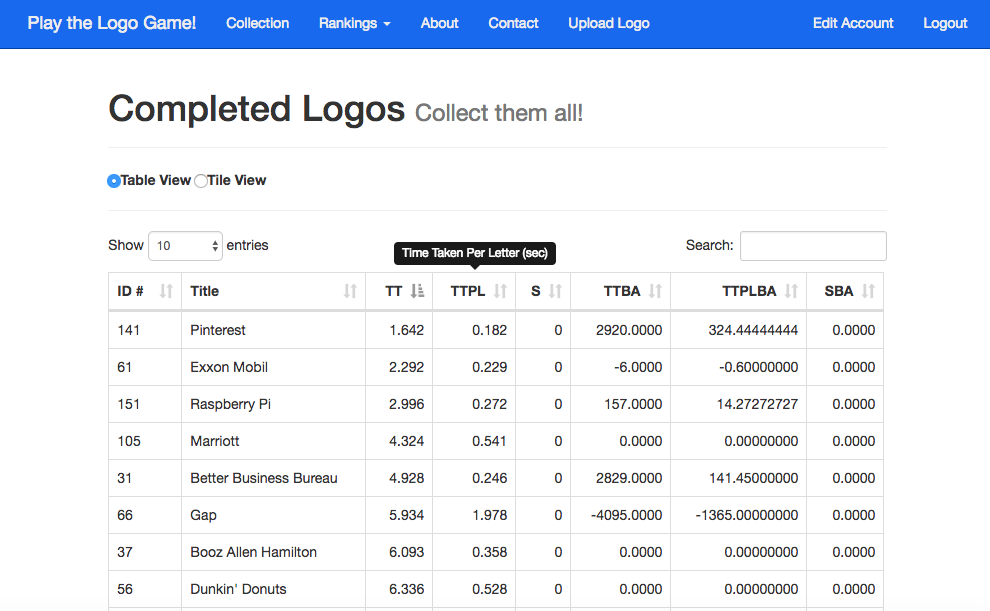 Play the Logo Game! Collection Rankings About Contact Upload Logo Edit Account Logout
Completed Logos Collect them all!
Table View Tile View
Show 10 entries Search:
Time Taken Per Letter (sec)
ID # Title TT TTPL S TTBA TTPLBA SBA
141 Pinterest 1.642 0.182 0 2920.0000 324.44444444 0.0000
61 Exxon Mobil 2.292 0.229 0 -6.0000 -0.60000000 0.0000
151 Raspberry Pi 2.996 0.272 0 157.0000 14.27272727 0.0000
105 Marriott 4.324 0.541 0 0.0000 0.00000000 0.0000
31 Better Business Bureau 4.928 0.246 0 2829.0000 141.45000000 0.0000
66 Gap 5.934 1.978 0 -4095.0000 -1365.00000000 0.0000
37 Booz Allen Hamilton 6.093 0.358 0 0.0000 0.00000000 0.0000
56 Dunkin' Donuts 6.336 0.528 0 0.0000 0.00000000 0.0000